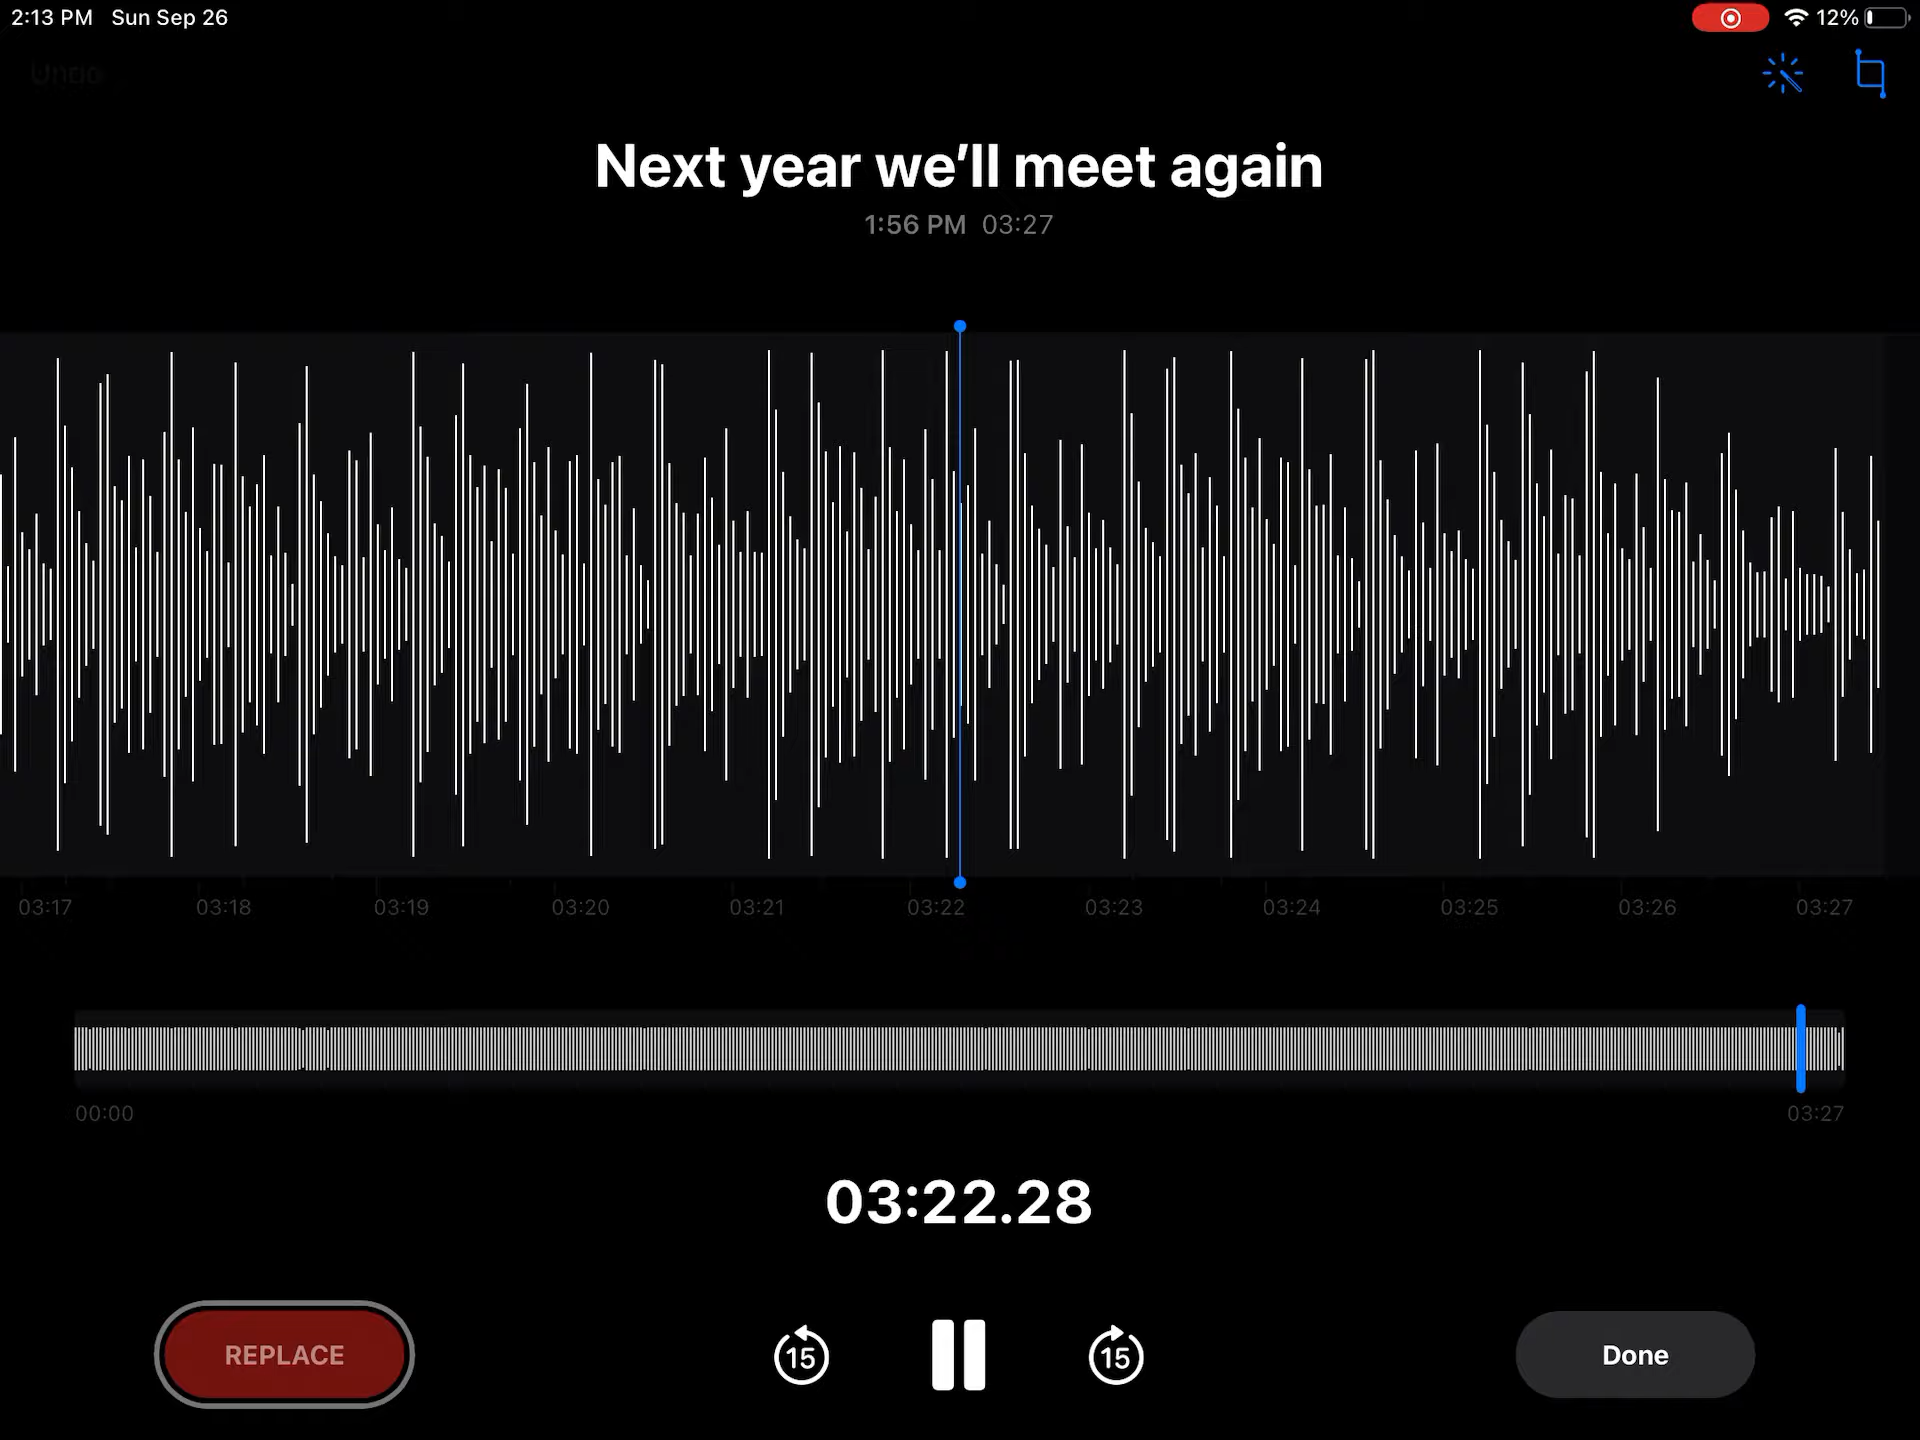 2:13 PM Sun Sep 26
12%
Undo
Next year we’ll meet again
1:56 PM 03:27
03:17 03:18 03:19 03:20 03:21 03:22 03:23 03:24 03:25 03:26 03:27
00:00 03:27
03:22.28
REPLACE 15 15 Done